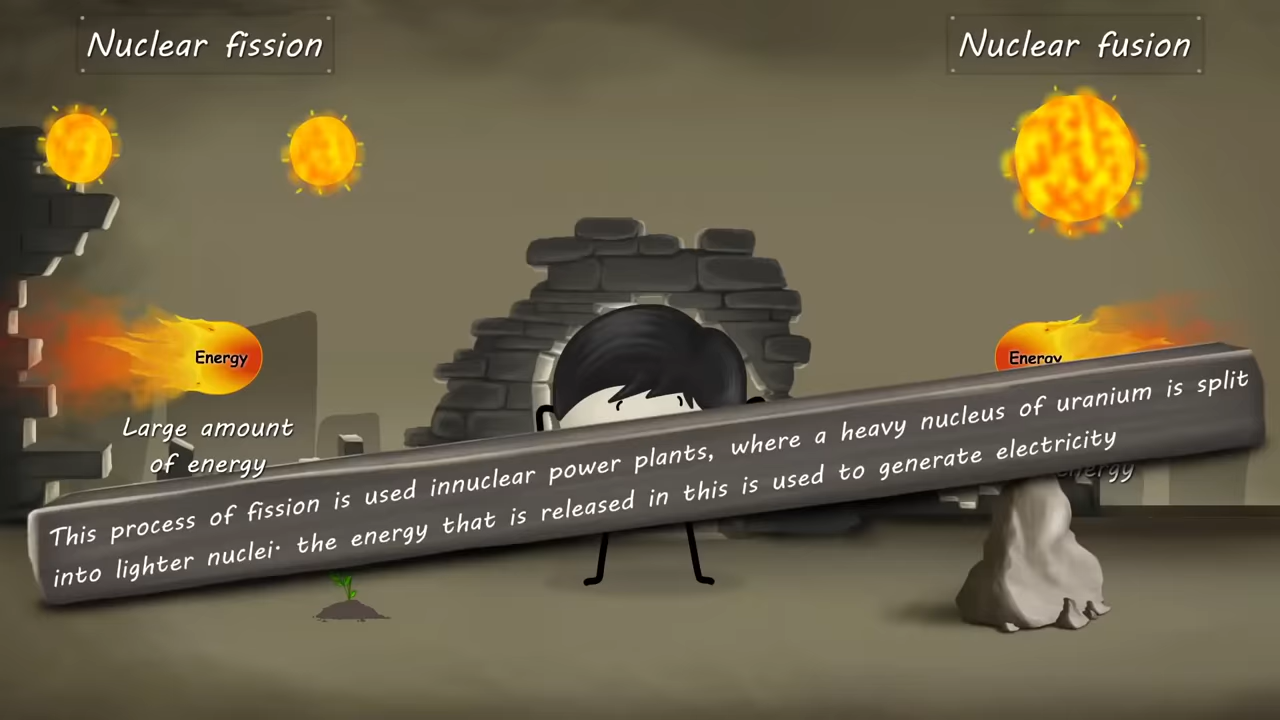 Nuclear fission
Nuclear fusion
Energy
Energy
Large amount
of energy
energy
This process of fission is used innuclear power plants, where a heavy nucleus of uranium is split
into lighter nuclei· the energy that is released in this is used to generate electricity